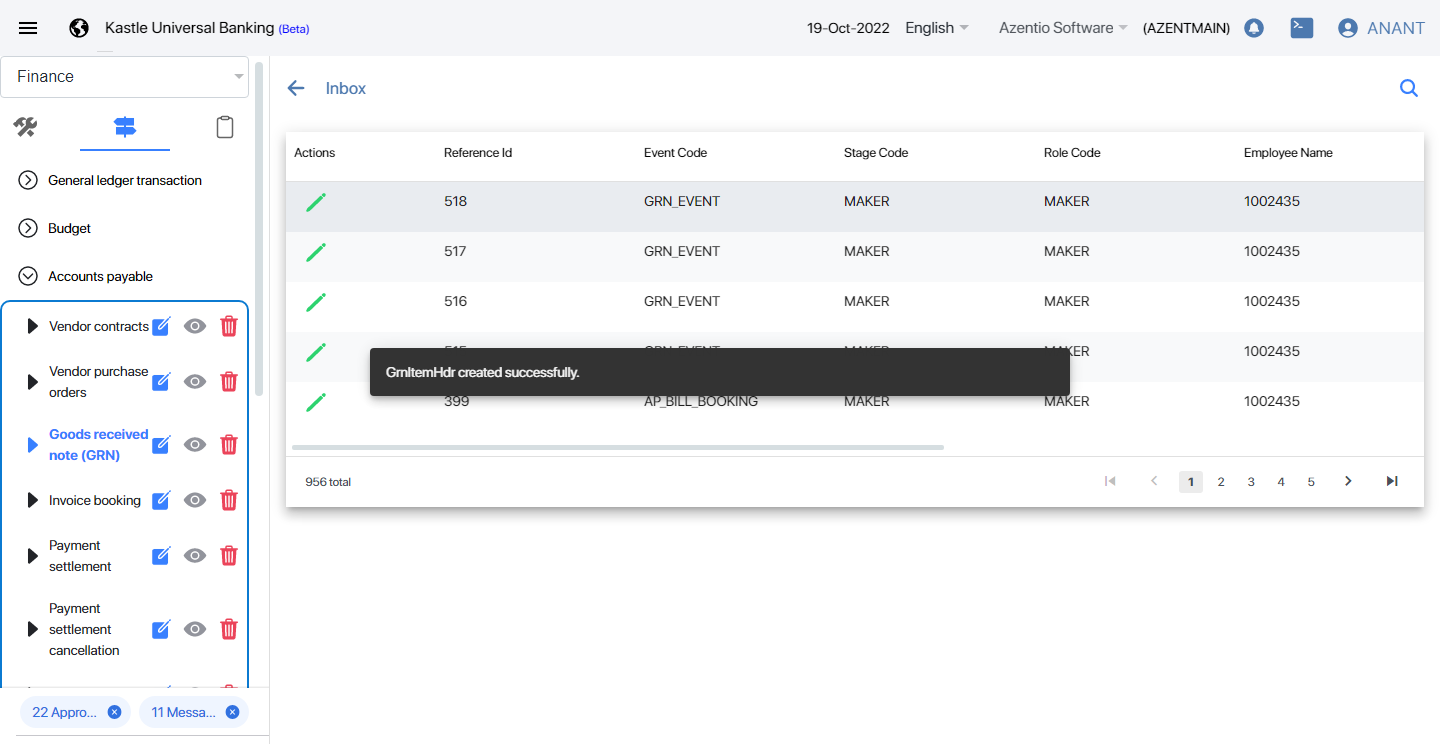 Kastle Universal Banking (Beta)
19-Oct-2022
English
Azentio Software
(AZENTMAIN)
ANANT
Finance
General ledger transaction
Budget
Accounts payable
Vendor contracts
Vendor purchase
orders
Goods received
note (GRN)
Invoice booking
Payment
settlement
Payment
settlement
cancellation
22 Appro...
11 Messa...
Inbox
Actions Reference Id Event Code Stage Code Role Code Employee Name
518 GRN_EVENT MAKER MAKER 1002435
517 GRN_EVENT MAKER MAKER 1002435
516 GRN_EVENT MAKER MAKER 1002435
515 GRN_EVENT MAKER MAKER 1002435
GrnItemHdr created successfully.
399 AP_BILL_BOOKING MAKER MAKER 1002435
956 total
1 2 3 4 5